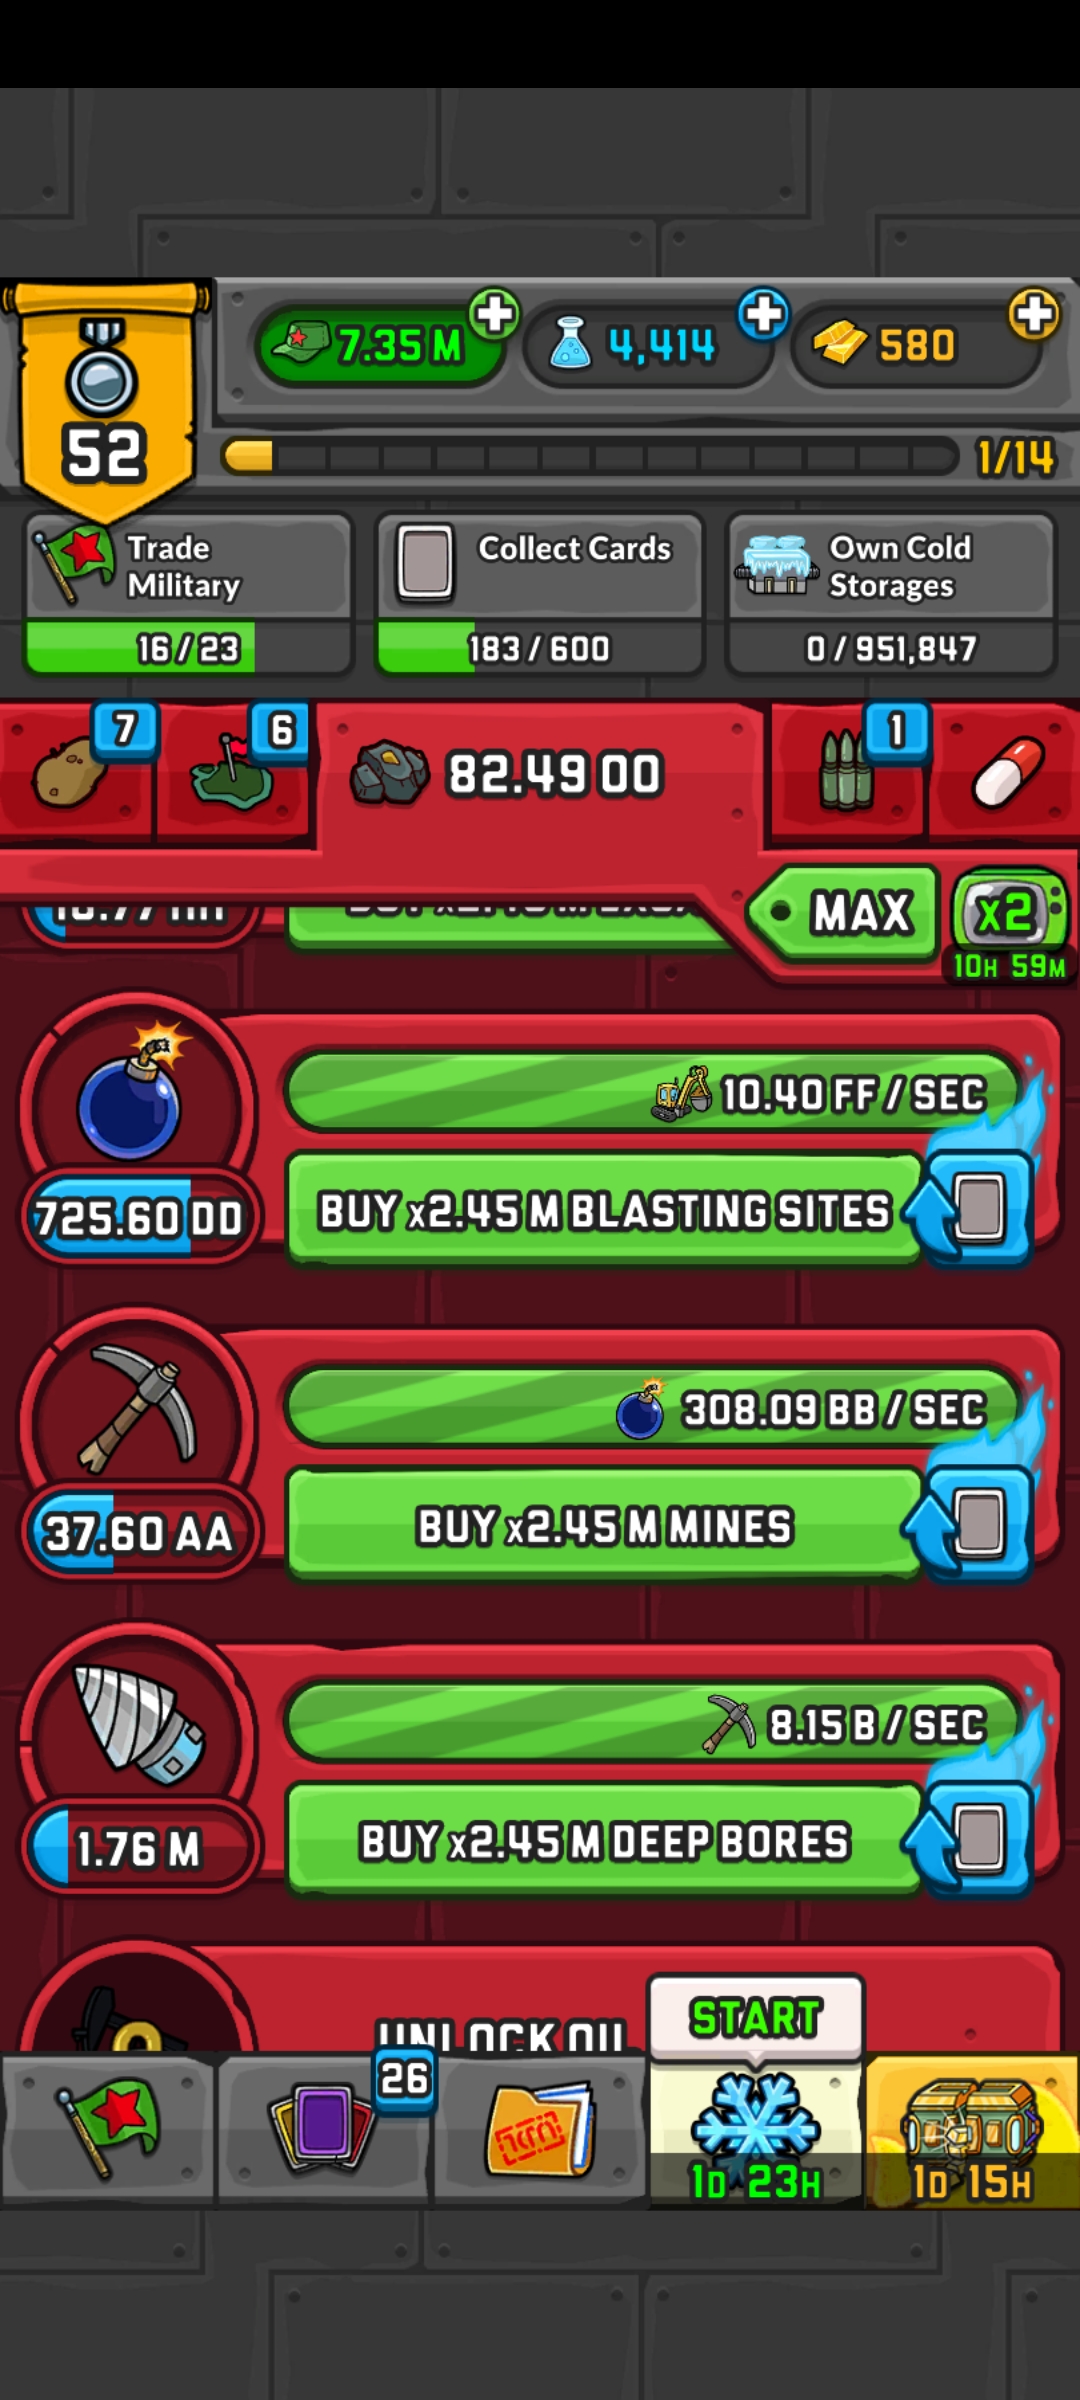 7.35 M
4,414
580
52
1/14
Trade
Military
16 / 23
Collect Cards
183 / 600
Own Cold
Storages
0 / 951,847
7
6
82.49 OO
1
MAX
x2
10H 59M
10.40 FF / SEC
725.60 DD
BUY x2.45 M BLASTING SITES
308.09 BB / SEC
37.60 AA
BUY x2.45 M MINES
8.15 B / SEC
1.76 M
BUY x2.45 M DEEP BORES
UNLOCK OIL
START
26
1D 23H
1D 15H